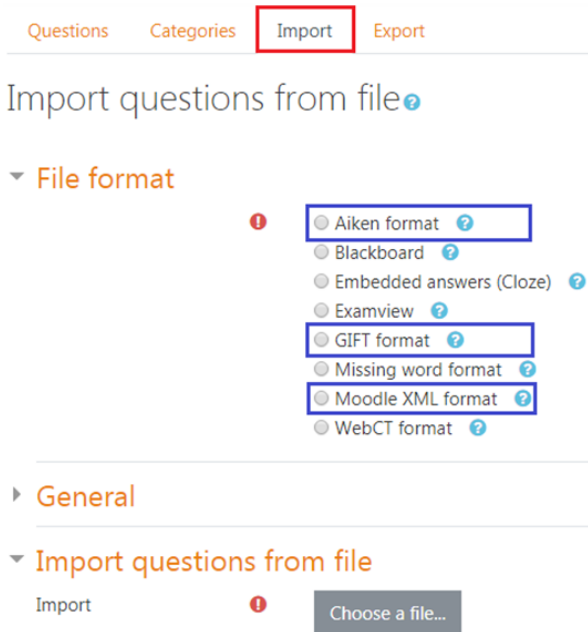 Questions Categories Import Export
Import questions from file
File format
Aiken format
Blackboard
Embedded answers (Cloze)
Examview
GIFT format
Missing word format
Moodle XML format
WebCT format
General
Import questions from file
Import Choose a file...